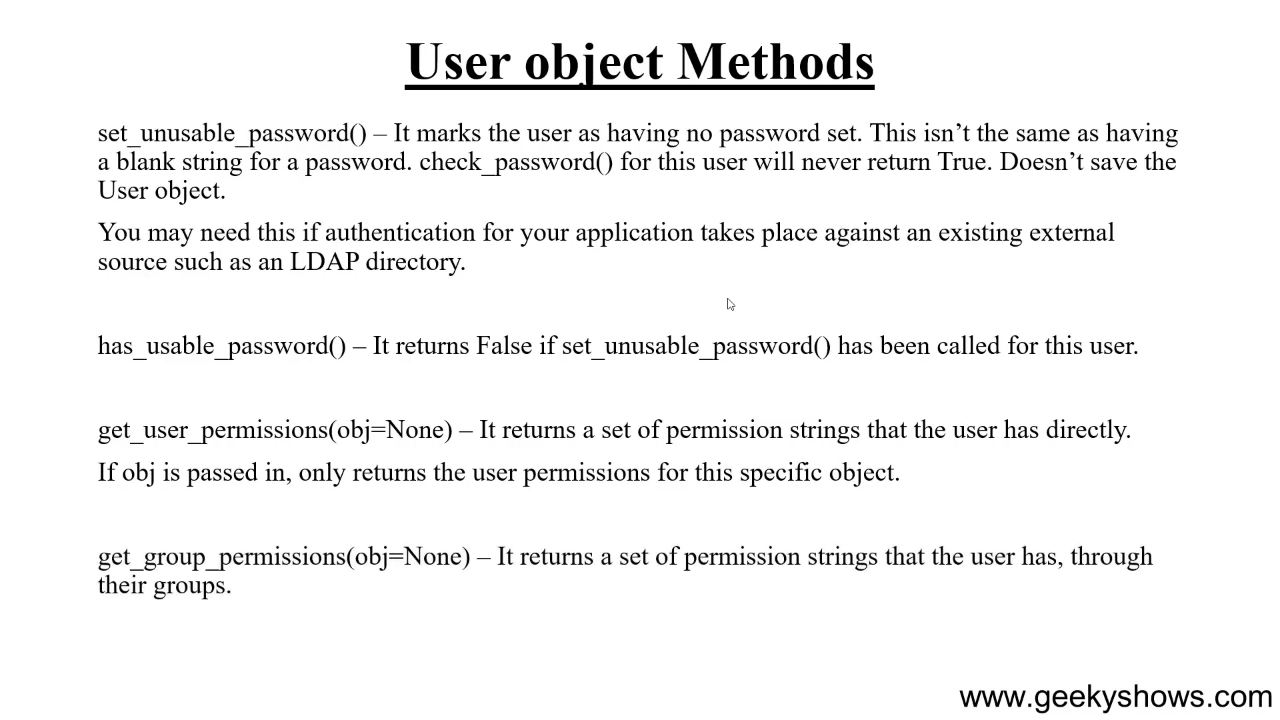 User object Methods
set_unusable_password() – It marks the user as having no password set. This isn’t the same as having
a blank string for a password. check_password() for this user will never return True. Doesn’t save the
User object.
You may need this if authentication for your application takes place against an existing external
source such as an LDAP directory.
has_usable_password() – It returns False if set_unusable_password() has been called for this user.
get_user_permissions(obj=None) – It returns a set of permission strings that the user has directly.
If obj is passed in, only returns the user permissions for this specific object.
get_group_permissions(obj=None) – It returns a set of permission strings that the user has, through
their groups.
www.geekyshows.com